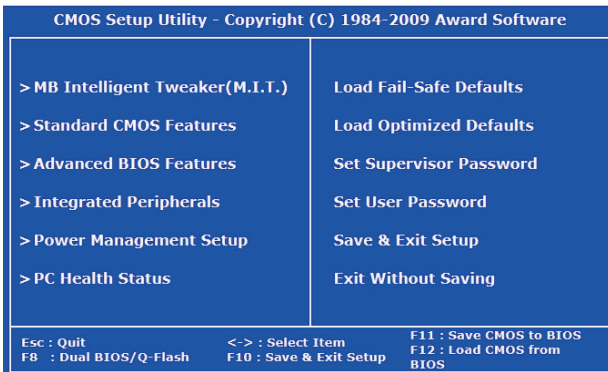 CMOS Setup Utility - Copyright (C) 1984-2009 Award Software
> MB Intelligent Tweaker(M.I.T.)
> Standard CMOS Features
> Advanced BIOS Features
> Integrated Peripherals
> Power Management Setup
> PC Health Status
Load Fail-Safe Defaults
Load Optimized Defaults
Set Supervisor Password
Set User Password
Save & Exit Setup
Exit Without Saving
Esc : Quit
F8 : Dual BIOS/Q-Flash
<-> : Select Item
F10 : Save & Exit Setup
F11 : Save CMOS to BIOS
F12 : Load CMOS from
BIOS